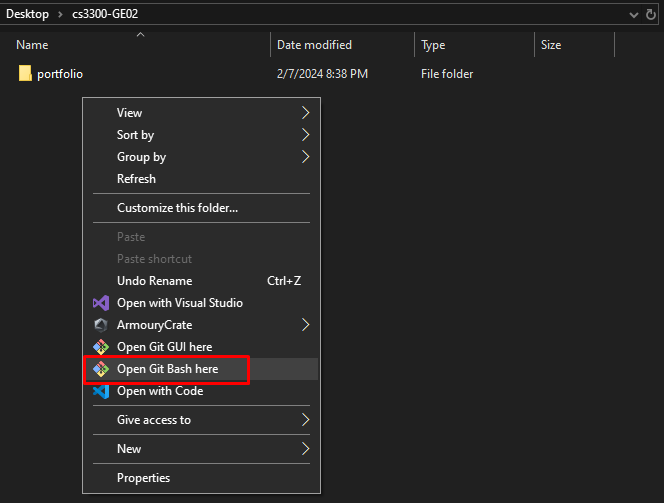 Desktop > cs3300-GE02
Name Date modified Type Size
portfolio 2/7/2024 8:38 PM File folder
View
Sort by
Group by
Refresh
Customize this folder...
Paste
Paste shortcut
Undo Rename Ctrl+Z
Open with Visual Studio
ArmouryCrate
Open Git GUI here
Open Git Bash here
Open with Code
Give access to
New
Properties